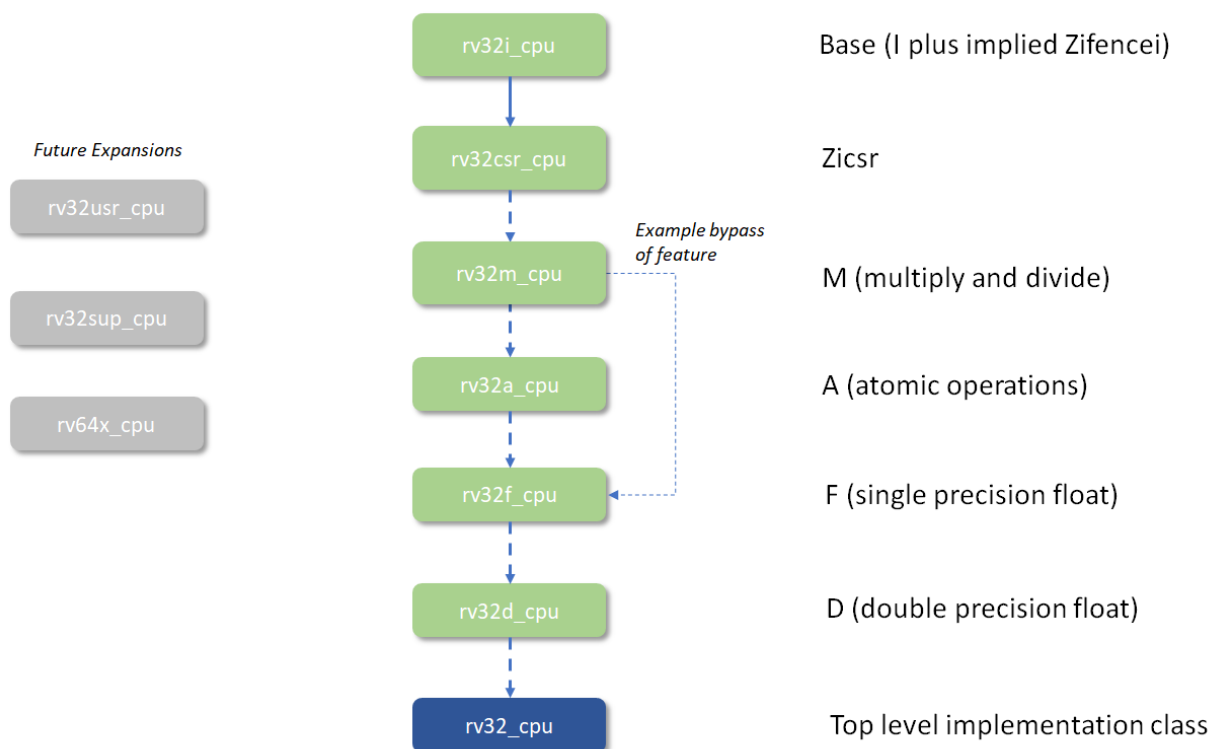 rv32i_cpu
Base (I plus implied Zifencei)
Future Expansions
rv32csr_cpu
Zicsr
rv32usr_cpu
Example bypass
of feature
rv32m_cpu
M (multiply and divide)
rv32sup_cpu
rv32a_cpu
A (atomic operations)
rv64x_cpu
rv32f_cpu
F (single precision float)
rv32d_cpu
D (double precision float)
rv32_cpu
Top level implementation class